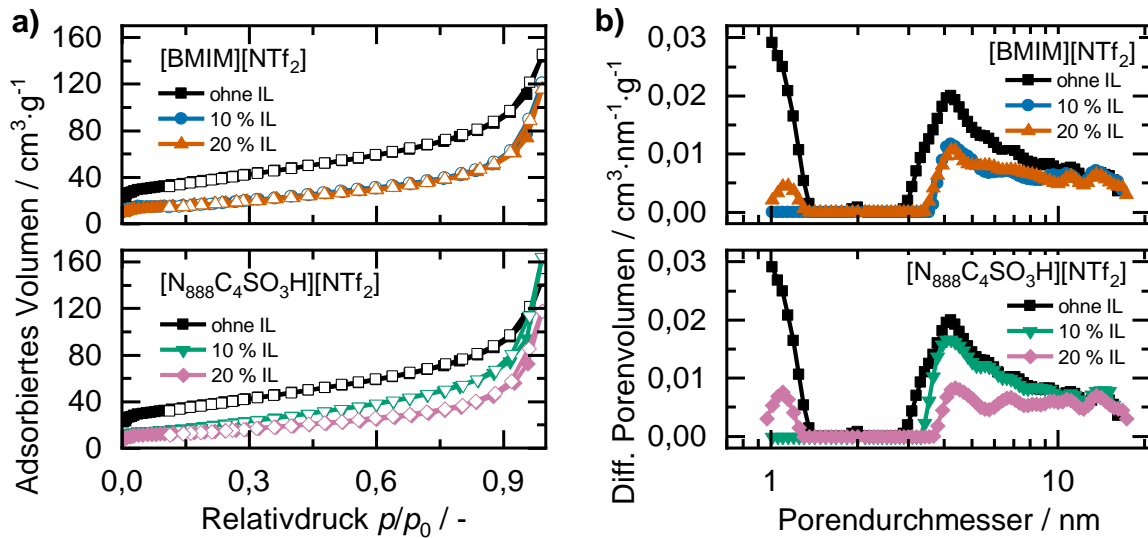 a)
Adsorbiertes Volumen / cm³·g⁻¹
160
120
80
40
0
[BMIM][NTf₂]
ohne IL
10 % IL
20 % IL
160
120
80
40
0
[N₈₈₈C₄SO₃H][NTf₂]
ohne IL
10 % IL
20 % IL
0,0 0,3 0,6 0,9
Relativdruck p/p₀ / -
b)
Diff. Porenvolumen / cm³·nm⁻¹·g⁻¹
0,03
0,02
0,01
0,00
[BMIM][NTf₂]
ohne IL
10 % IL
20 % IL
0,03
0,02
0,01
0,00
[N₈₈₈C₄SO₃H][NTf₂]
ohne IL
10 % IL
20 % IL
1 10
Porendurchmesser / nm